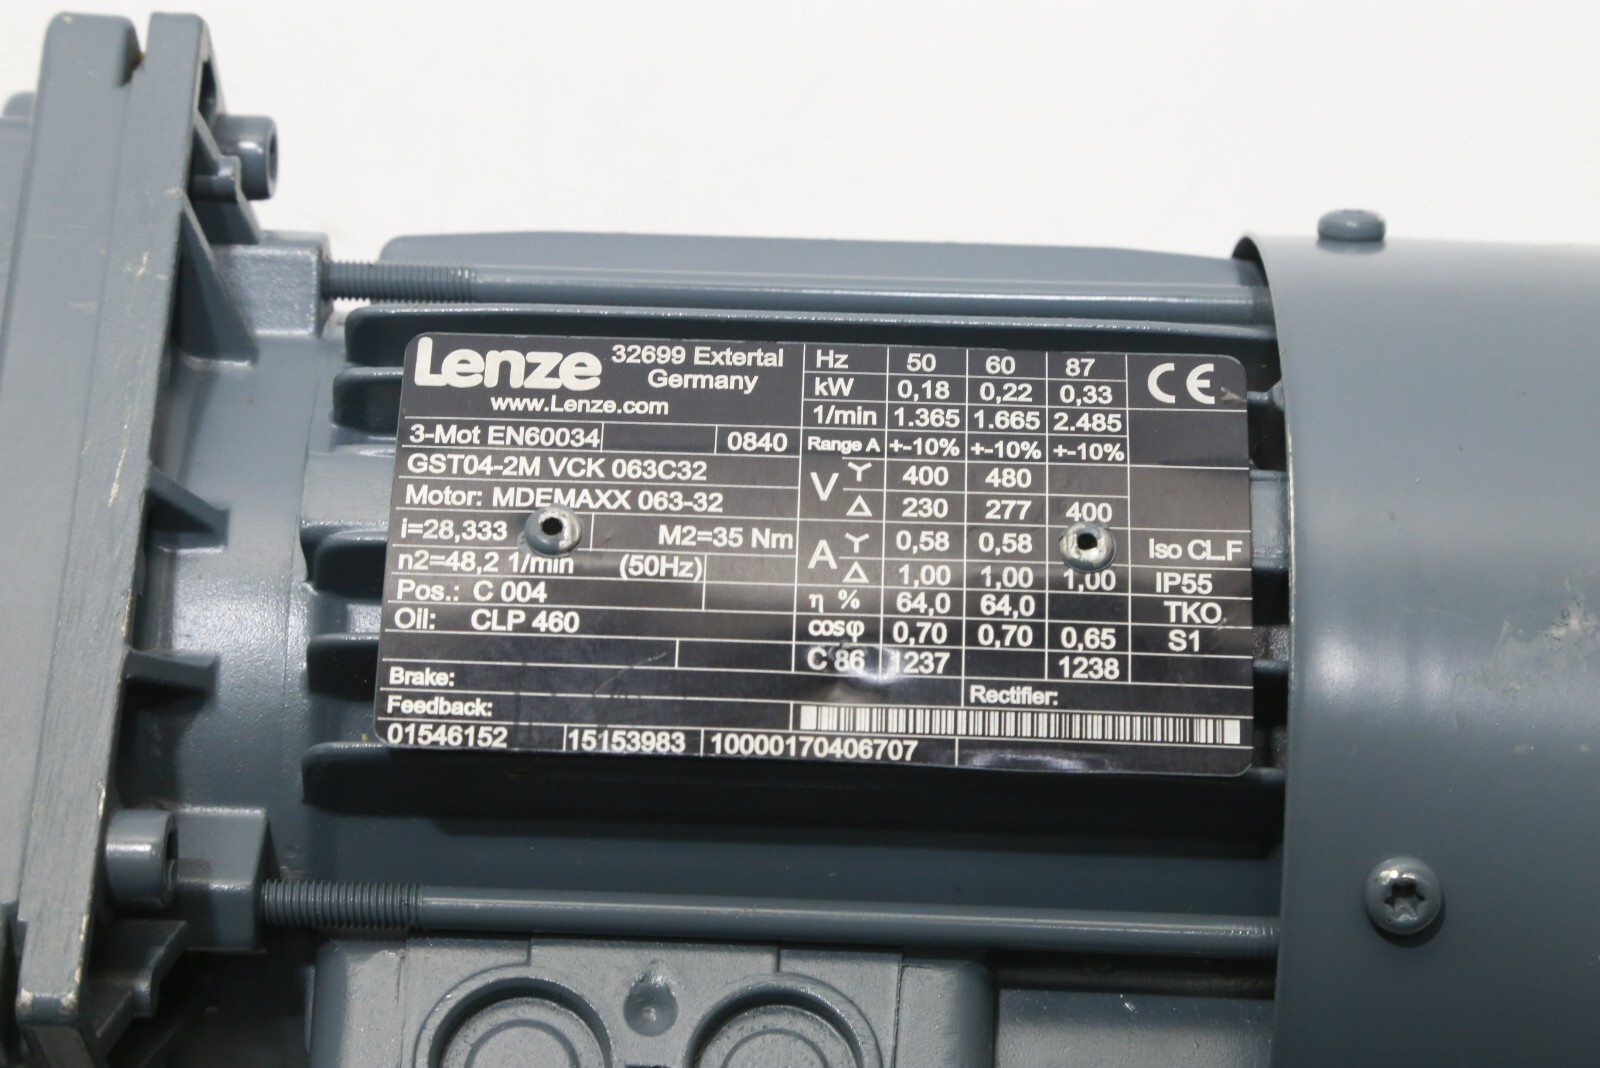 Lenze 32699 Extertal
Germany
www.Lenze.com
3-Mot EN60034 0840
GST04-2M VCK 063C32
Motor: MDEMAXX 063-32
i=28,333 M2=35 Nm
n2=48,2 1/min (50Hz)
Pos.: C 004
Oil: CLP 460
Brake:
Feedback:
01546152 15153983 10000170406707
Hz 50 60 87 CE
kW 0,18 0,22 0,33
1/min 1.365 1.665 2.485
Range A +-10% +-10% +-10%
V Y 400 480
Δ 230 277 400
A Y 0,58 0,58 Iso CL F
Δ 1,00 1,00 1,00 IP55
η % 64,0 64,0 TKO
cosφ 0,70 0,70 0,65 S1
C 86 1237 1238
Rectifier: